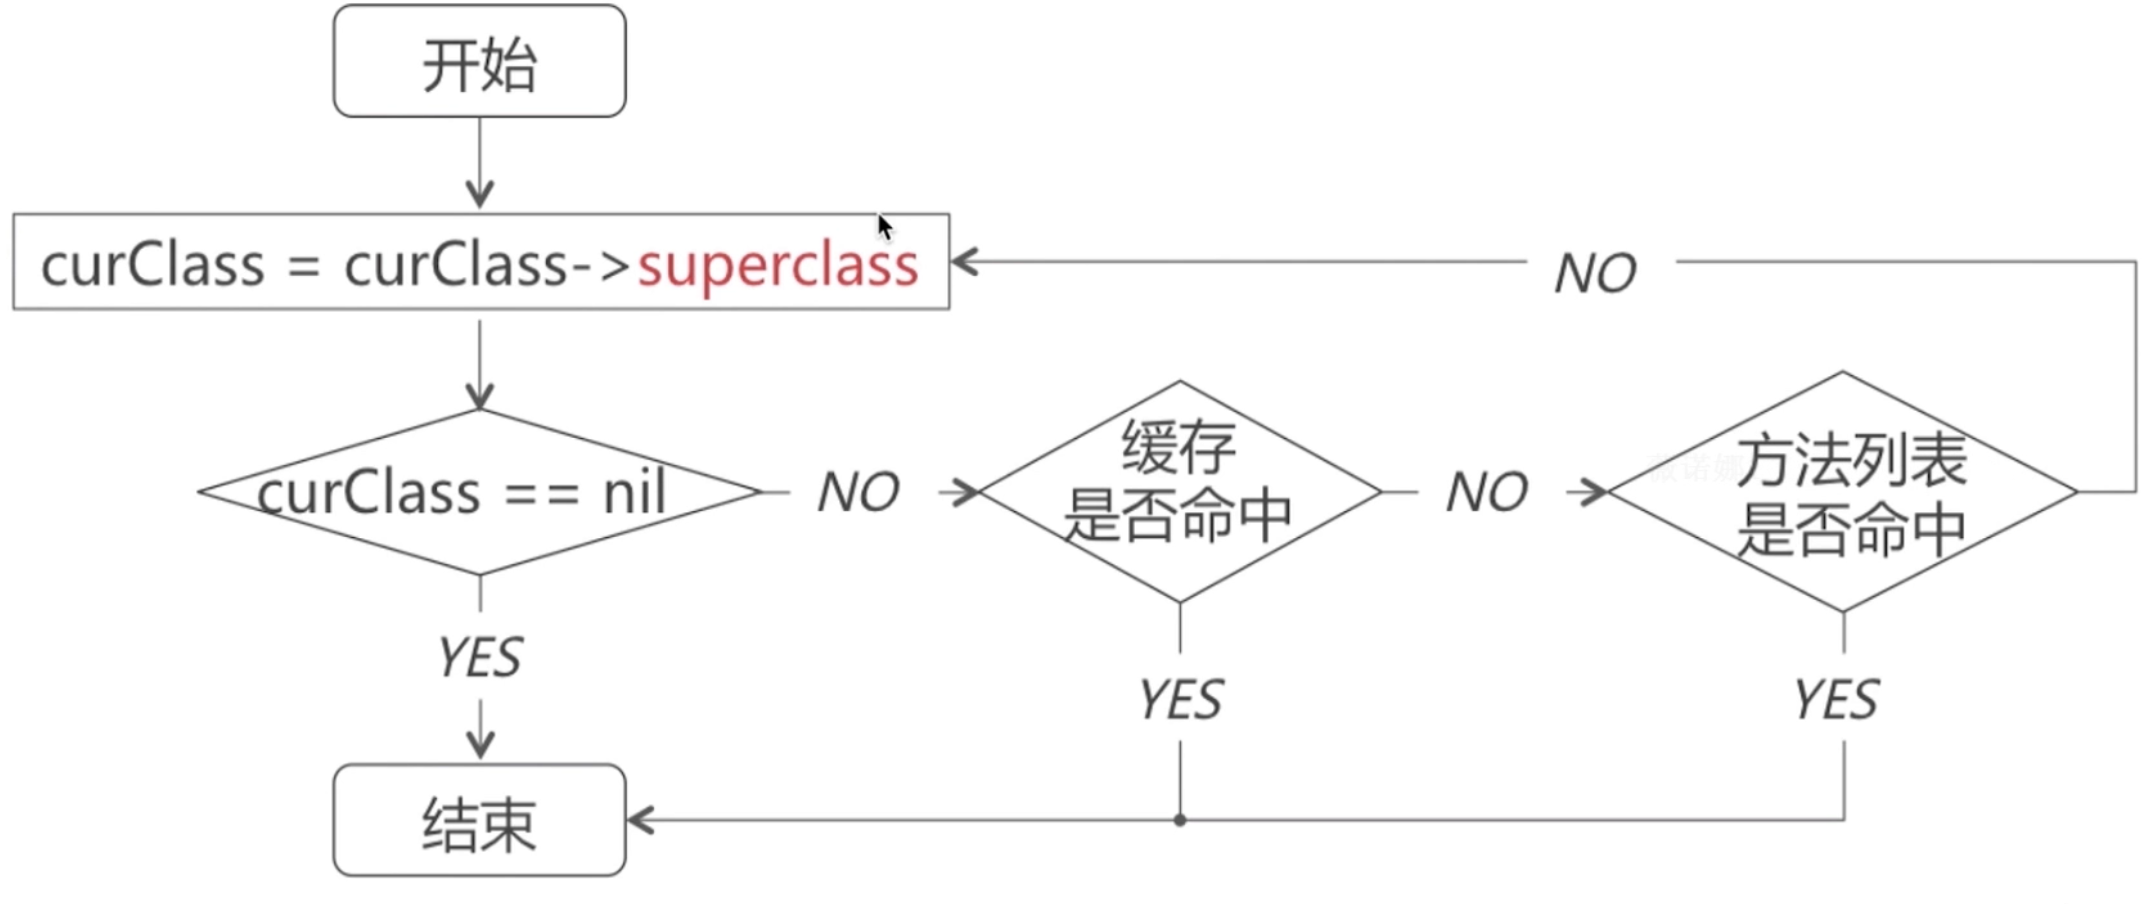 开始
curClass = curClass->superclass
NO
curClass == nil
NO
缓存
是否命中
NO
方法列表
是否命中
YES
YES
YES
结束